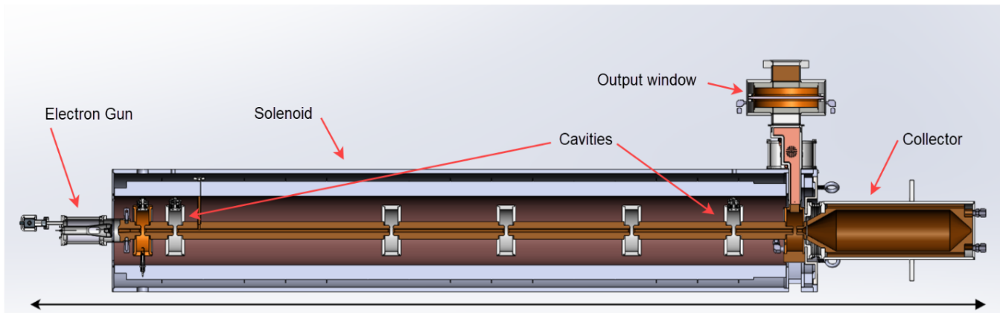 Output window
Electron Gun
Solenoid
Cavities
Collector